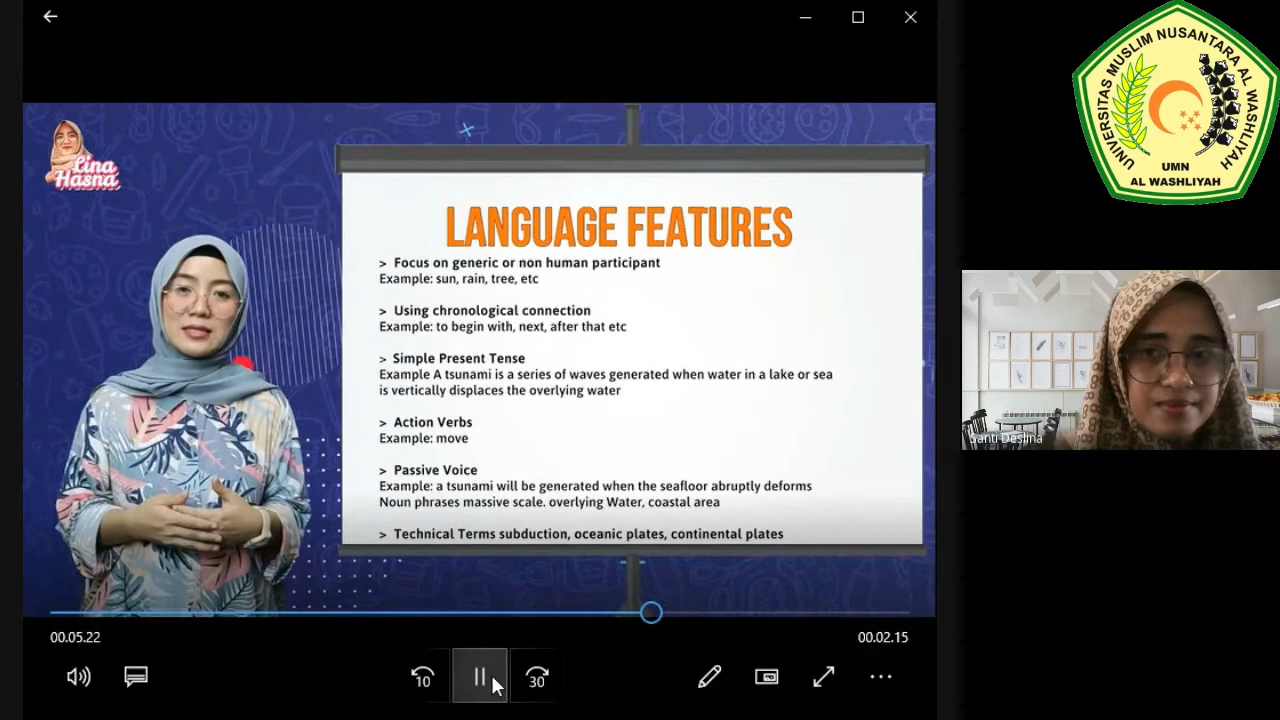 Lina
Hasna
LANGUAGE FEATURES
> Focus on generic or non human participant
Example: sun, rain, tree, etc
> Using chronological connection
Example: to begin with, next, after that etc
> Simple Present Tense
Example A tsunami is a series of waves generated when water in a lake or sea
is vertically displaces the overlying water
> Action Verbs
Example: move
> Passive Voice
Example: a tsunami will be generated when the seafloor abruptly deforms
Noun phrases massive scale. overlying Water, coastal area
> Technical Terms subduction, oceanic plates, continental plates
00.05.22
00.02.15
10
30
UNIVERSITAS MUSLIM NUSANTARA AL WASHLIYAH
UMN
AL WASHLIYAH
Santi Deslina